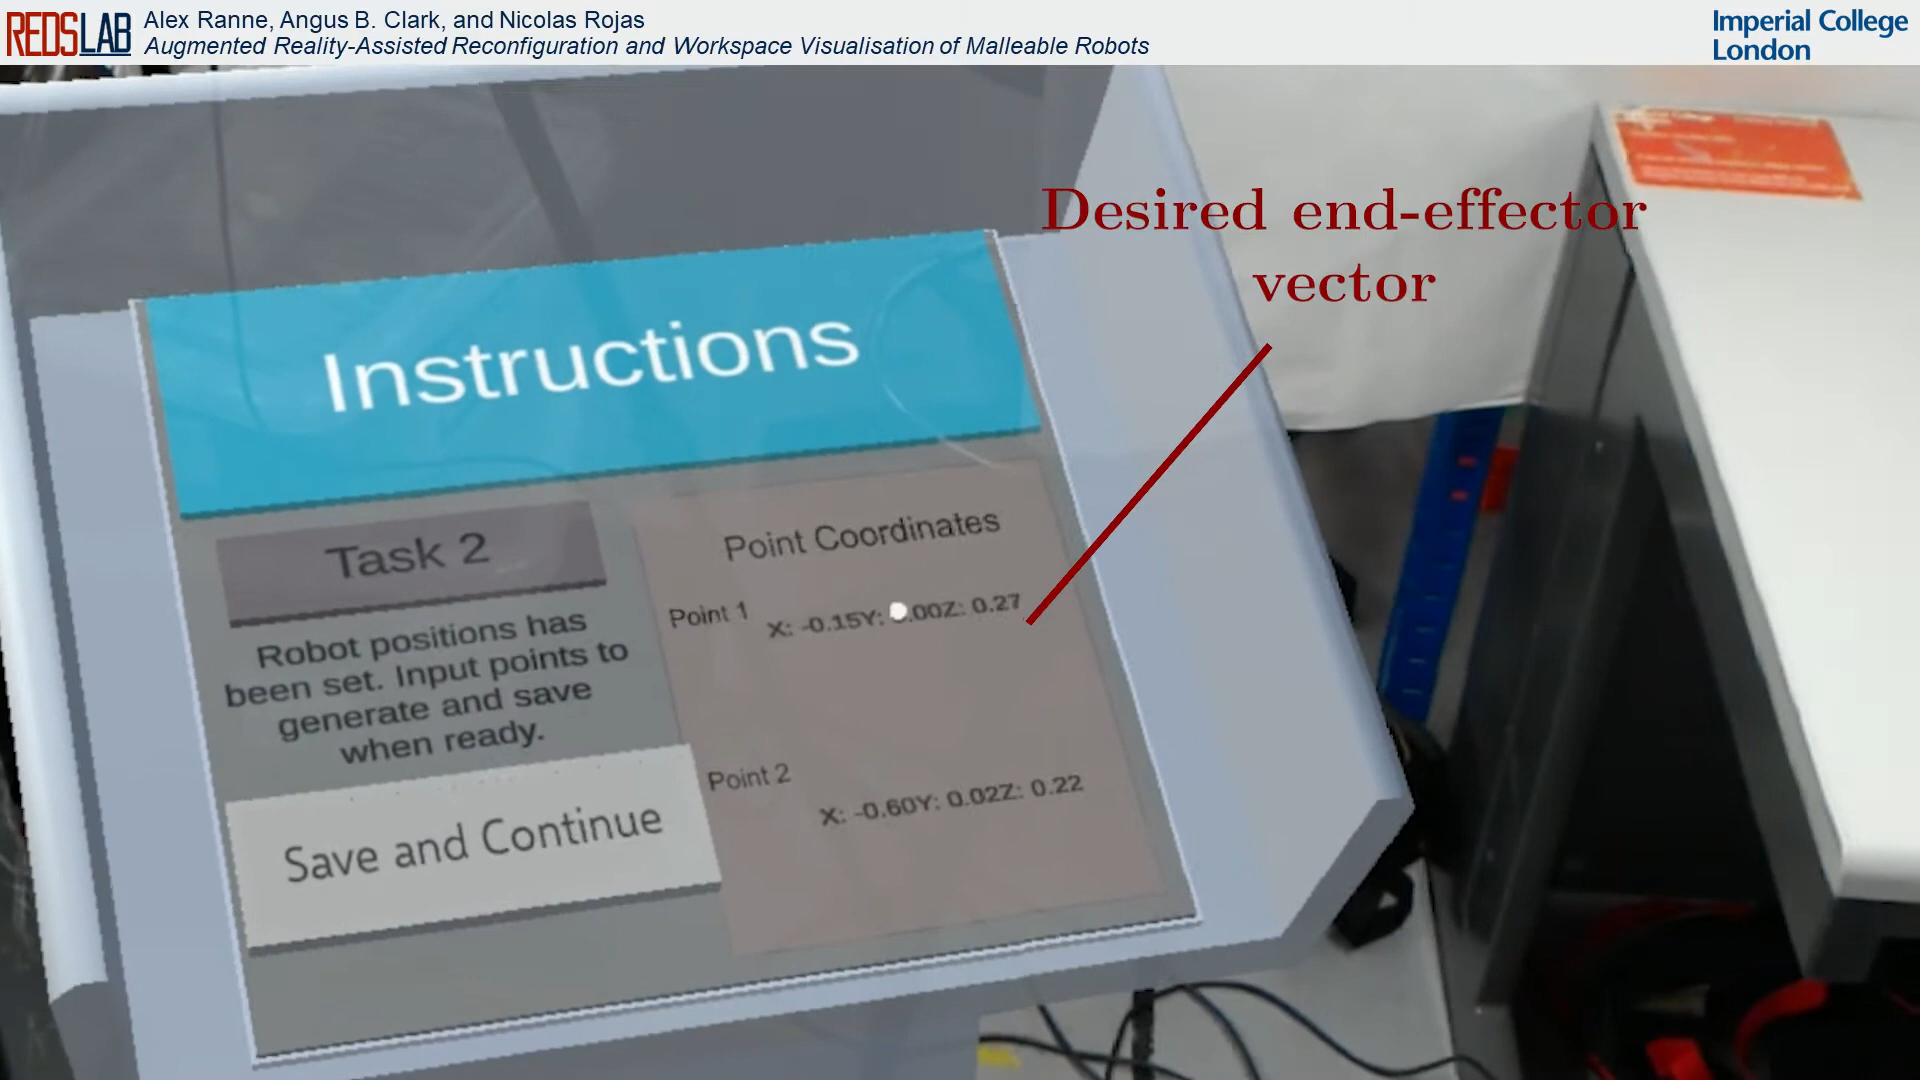 REDSLAB
Alex Ranne, Angus B. Clark, and Nicolas Rojas
Augmented Reality-Assisted Reconfiguration and Workspace Visualisation of Malleable Robots
Imperial College
London
Desired end-effector
vector
Instructions
Task 2
Robot positions has
been set. Input points to
generate and save
when ready.
Save and Continue
Point Coordinates
Point 1
X: -0.15Y: .00Z: 0.27
Point 2
X: -0.60Y: 0.02Z: 0.22